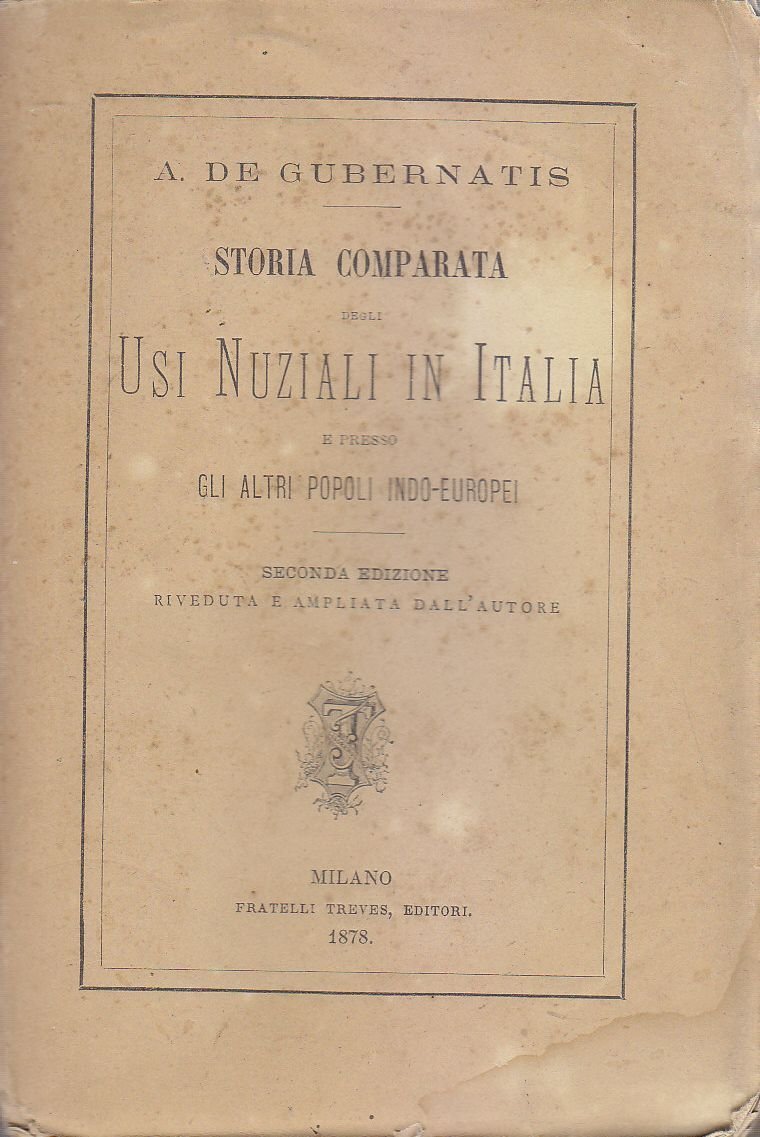 A. DE GUBERNATIS
STORIA COMPARATA
DEGLI
USI NUZIALI IN ITALIA
E PRESSO
GLI ALTRI POPOLI INDO-EUROPEI
SECONDA EDIZIONE
RIVEDUTA E AMPLIATA DALL'AUTORE
MILANO
FRATELLI TREVES, EDITORI.
1878.